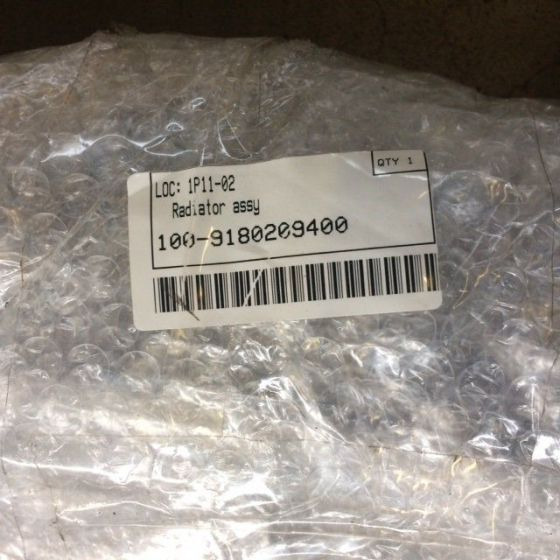 QTY 1
LOC: 1P11-02
Radiator assy
100-9180209400